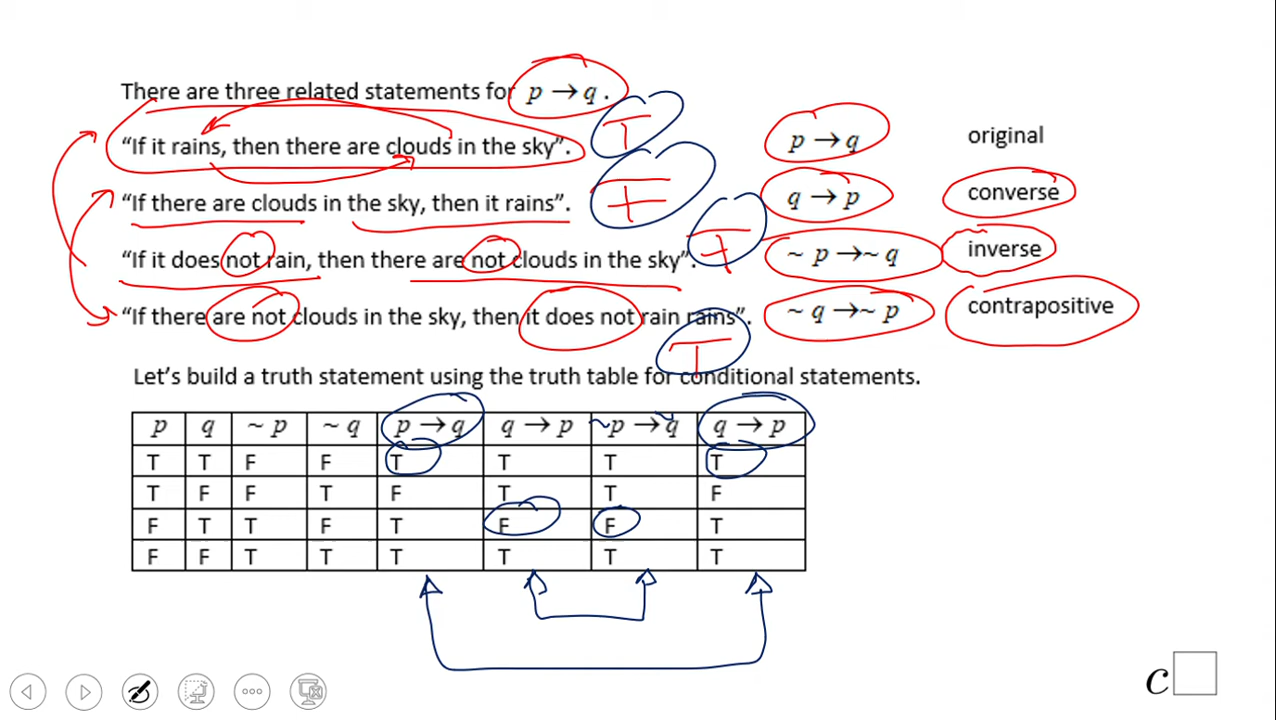 There are three related statements for p → q .
“If it rains, then there are clouds in the sky”. T p → q original
“If there are clouds in the sky, then it rains”. F q → p converse
“If it does not rain, then there are not clouds in the sky”. F ~ p →~ q inverse
“If there are not clouds in the sky, then it does not rain rains”. T ~ q →~ p contrapositive
Let’s build a truth statement using the truth table for conditional statements.
p q ~ p ~ q p → q q → p ~p → ~q q → p
T T F F T T T T
T F F T F T T F
F T T F T F F T
F F T T T T T T
c